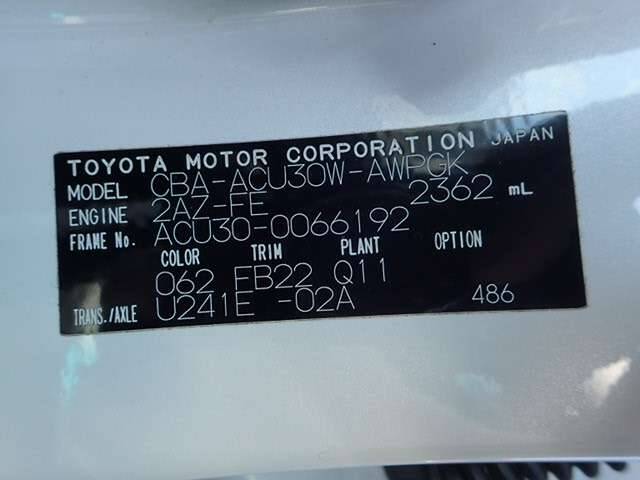 TOYOTA MOTOR CORPORATION JAPAN
MODEL CBA-ACU30W-AWPGK
ENGINE 2AZ-FE 2362 mL
FRAME No. ACU30-0066192
COLOR TRIM PLANT OPTION
062 FB22 Q11
TRANS./AXLE U241E -02A 486